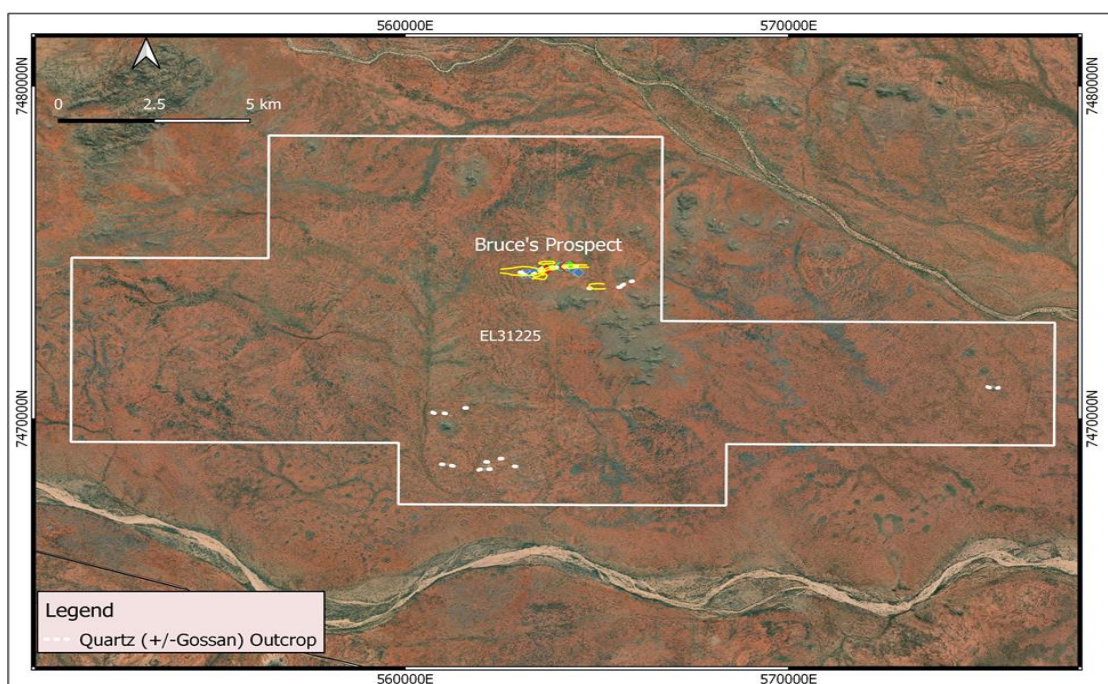 560000E
570000E
7480000N
7480000N
0 2.5 5 km
Bruce's Prospect
EL31225
7470000N
7470000N
Legend
Quartz (+/-Gossan) Outcrop
560000E
570000E